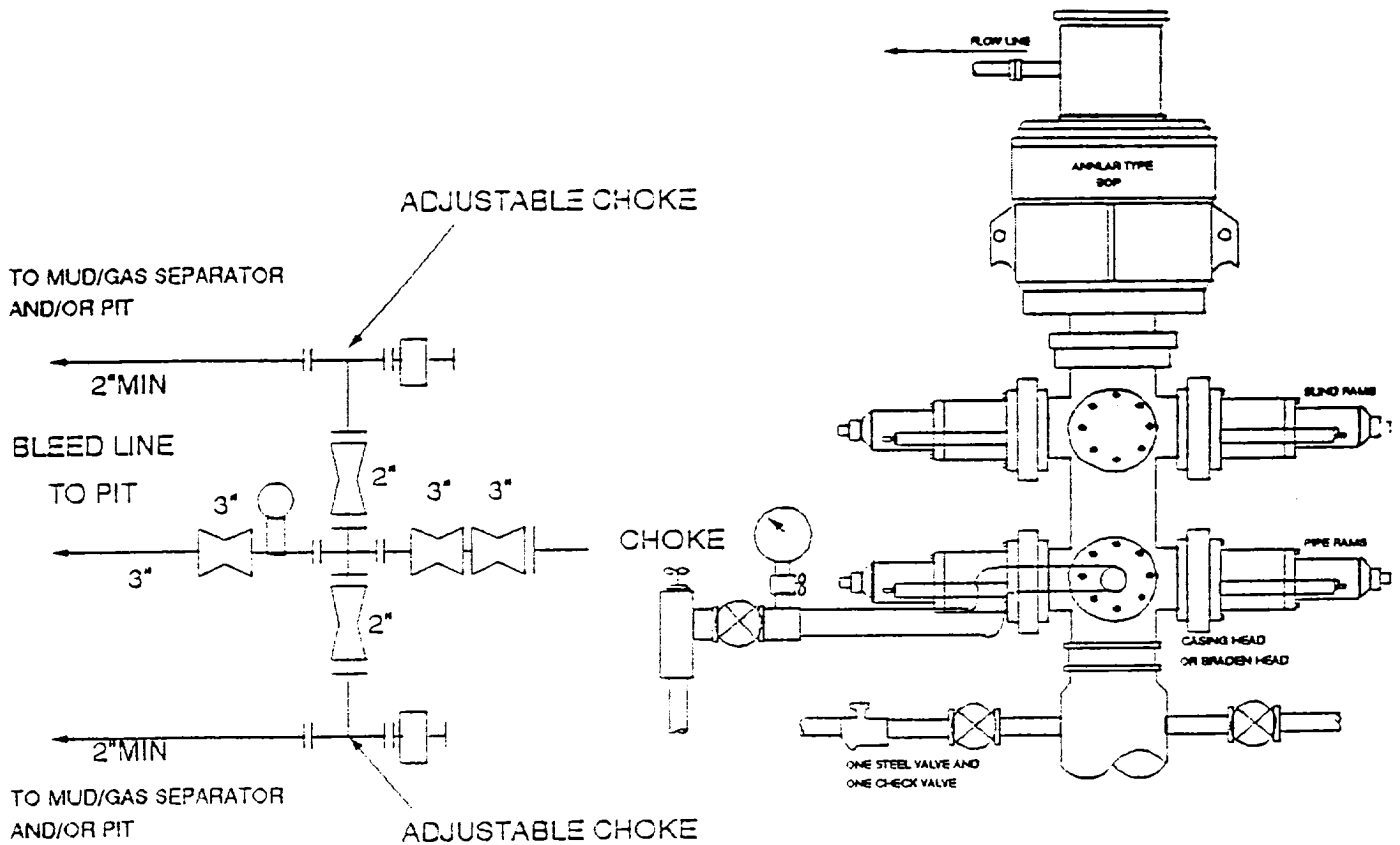 FLOW LINE
ANNLAR TYPE
BOP
ADJUSTABLE CHOKE
TO MUD/GAS SEPARATOR
AND/OR PIT
2"MIN
BLEED LINE
TO PIT
2"
3"
3"
3"
3"
2"
CHOKE
BLIND RAMS
PIPE RAMS
CASING HEAD
OR BRADEN HEAD
2"MIN
ONE STEEL VALVE AND
ONE CHECK VALVE
TO MUD/GAS SEPARATOR
AND/OR PIT
ADJUSTABLE CHOKE